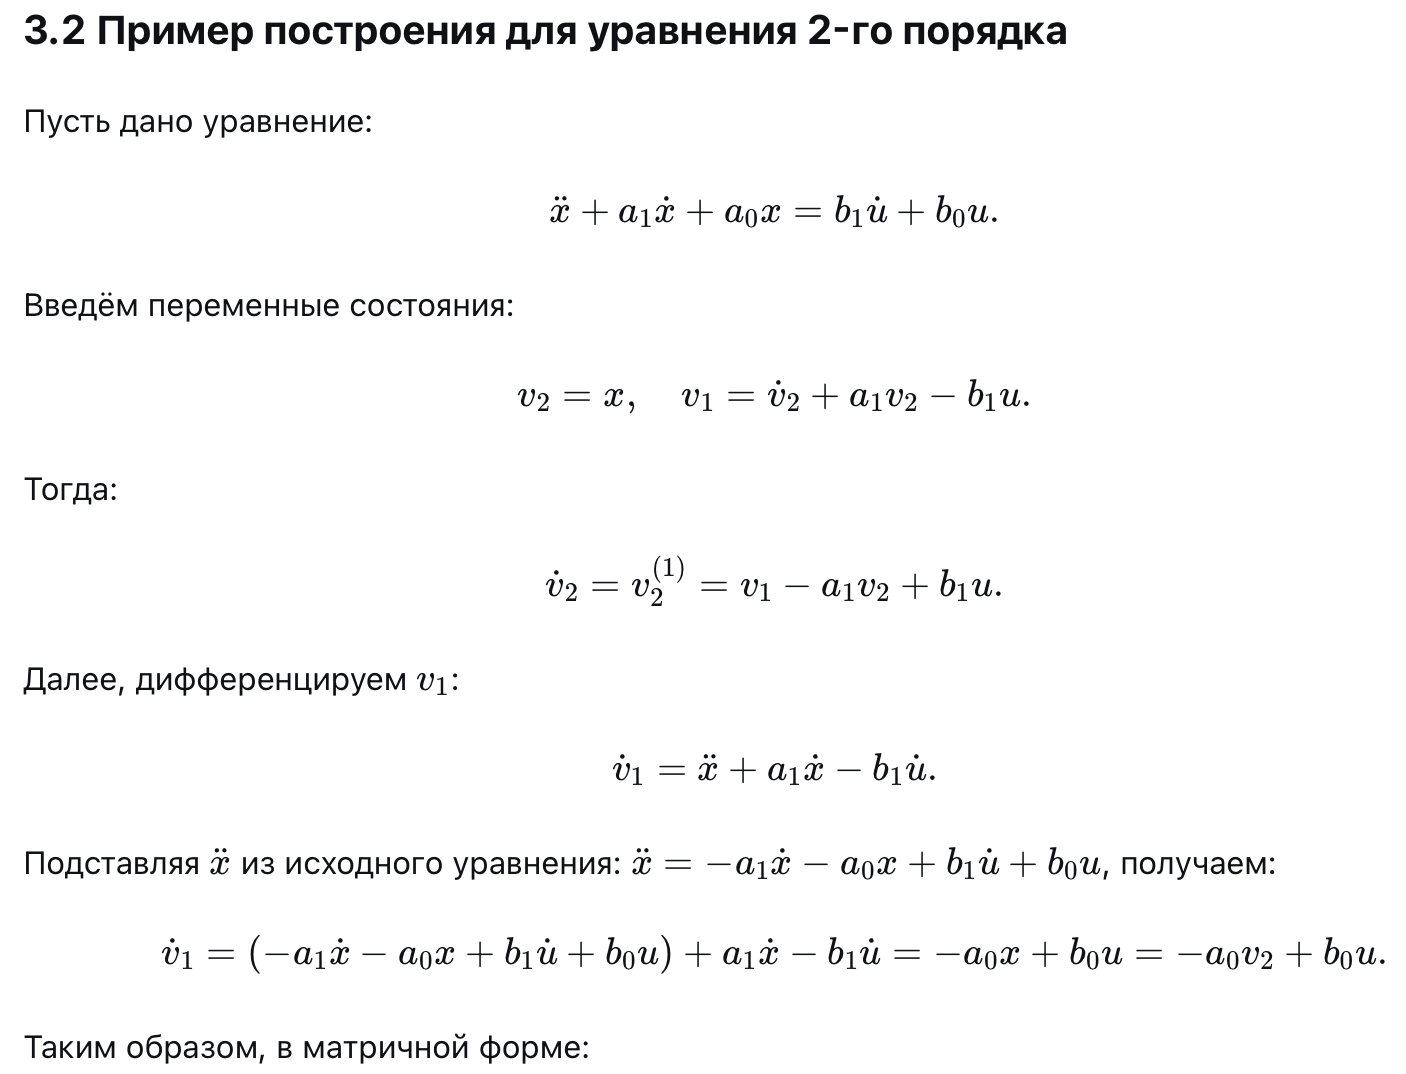 3.2 Пример построения для уравнения 2-го порядка
Пусть дано уравнение:
ẍ + a₁ẋ + a₀x = b₁u̇ + b₀u.
Введём переменные состояния:
v₂ = x, v₁ = v̇₂ + a₁v₂ − b₁u.
Тогда:
v̇₂ = v₂⁽¹⁾ = v₁ − a₁v₂ + b₁u.
Далее, дифференцируем v₁:
v̇₁ = ẍ + a₁ẋ − b₁u̇.
Подставляя ẍ из исходного уравнения: ẍ = −a₁ẋ − a₀x + b₁u̇ + b₀u, получаем:
v̇₁ = (−a₁ẋ − a₀x + b₁u̇ + b₀u) + a₁ẋ − b₁u̇ = −a₀x + b₀u = −a₀v₂ + b₀u.
Таким образом, в матричной форме: